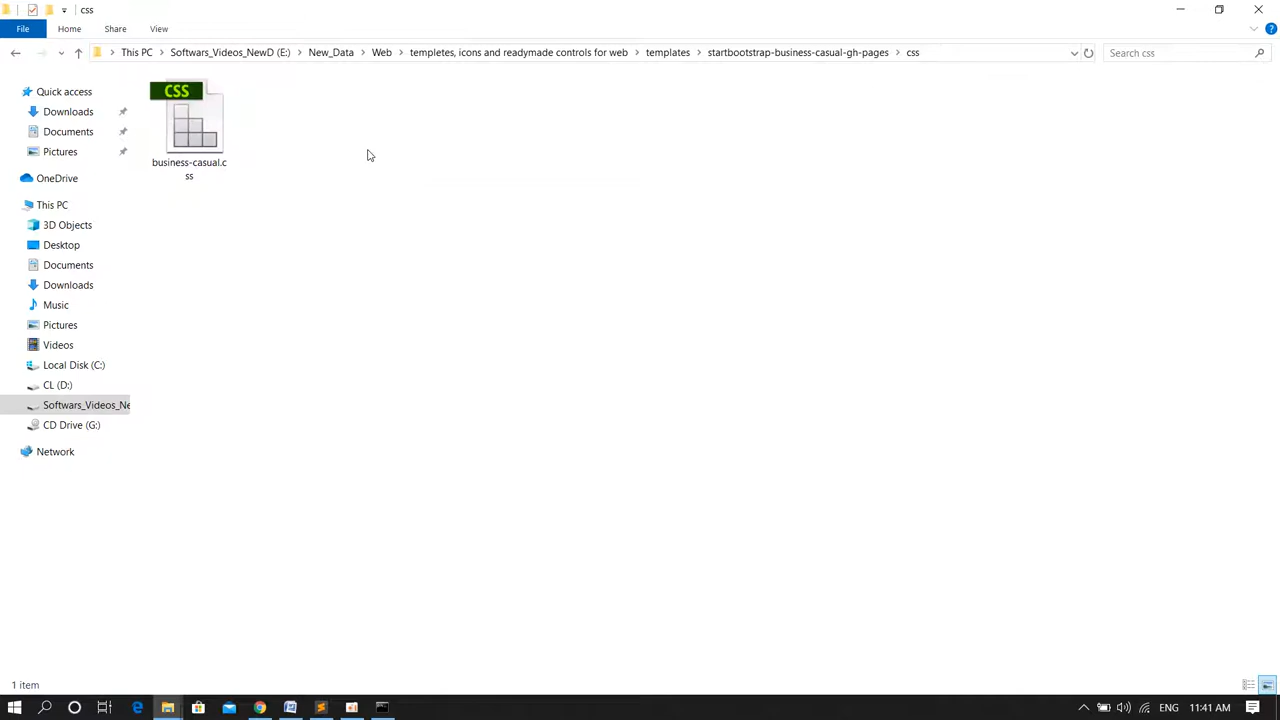 css
File
Home
Share
View
This PC
Softwars_Videos_NewD (E:)
New_Data
Web
templetes, icons and readymade controls for web
templates
startbootstrap-business-casual-gh-pages
css
Search css
Quick access
Downloads
Documents
Pictures
OneDrive
This PC
3D Objects
Desktop
Documents
Downloads
Music
Pictures
Videos
Local Disk (C:)
CL (D:)
Softwars_Videos_Ne
CD Drive (G:)
Network
CSS
business-casual.c
ss
1 item
ENG
11:41 AM